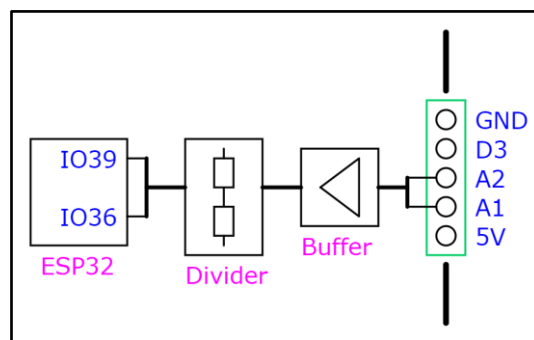 IO39
IO36
ESP32
Divider
Buffer
GND
D3
A2
A1
5V